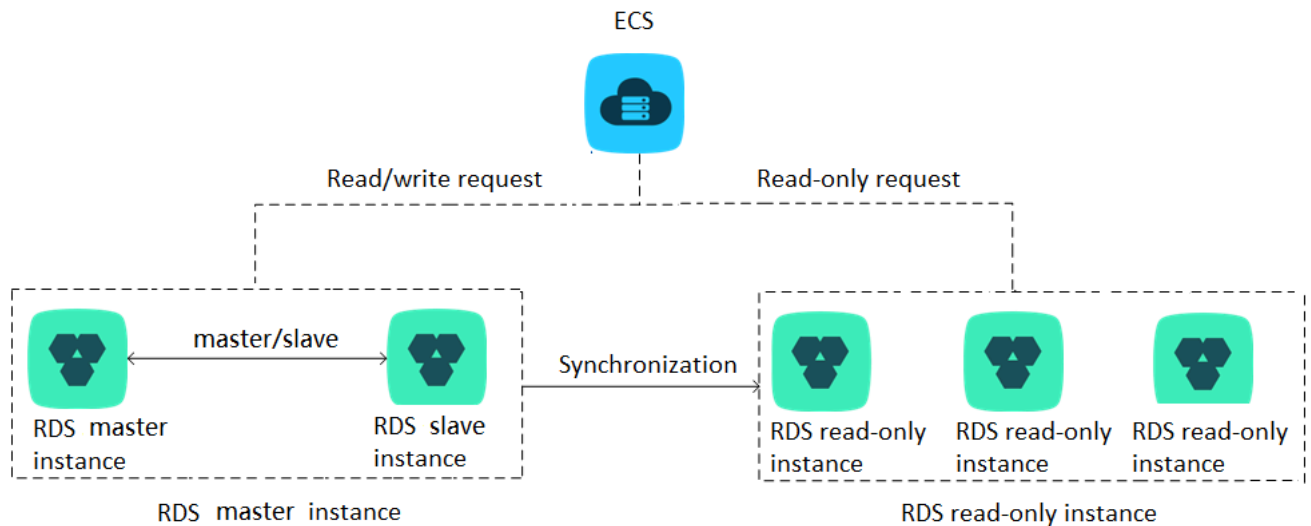 ECS
Read/write request
Read-only request
master/slave
Synchronization
RDS master
instance
RDS slave
instance
RDS read-only
instance
RDS read-only
instance
RDS read-only
instance
RDS master instance
RDS read-only instance